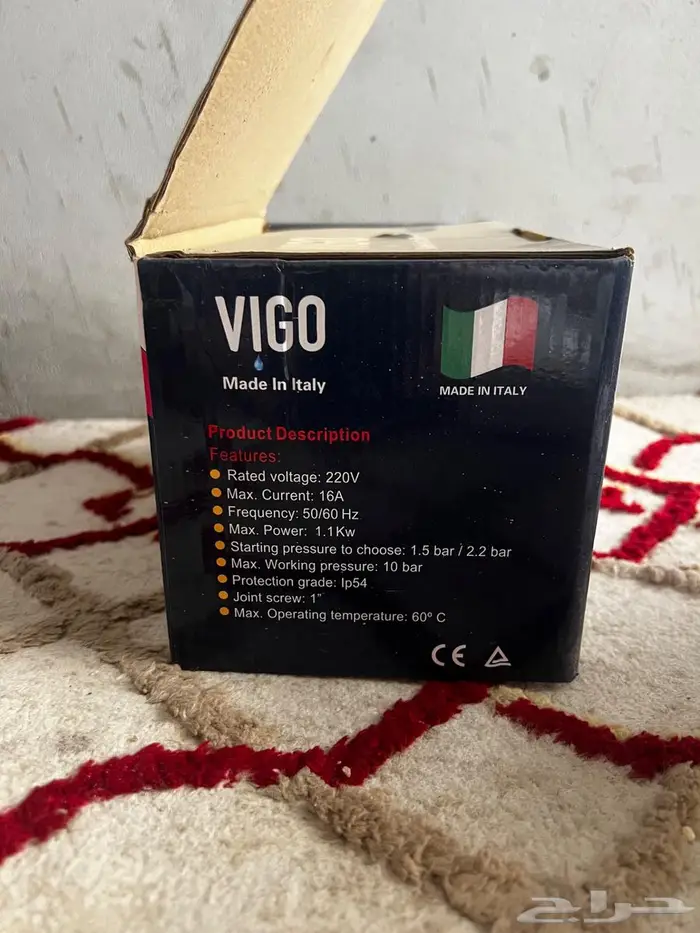 VIGO
Made In Italy
MADE IN ITALY
Product Description
Features:
Rated voltage: 220V
Max. Current: 16A
Frequency: 50/60 Hz
Max. Power: 1.1Kw
Starting pressure to choose: 1.5 bar / 2.2 bar
Max. Working pressure: 10 bar
Protection grade: Ip54
Joint screw: 1"
Max. Operating temperature: 60º C
CE
حراج